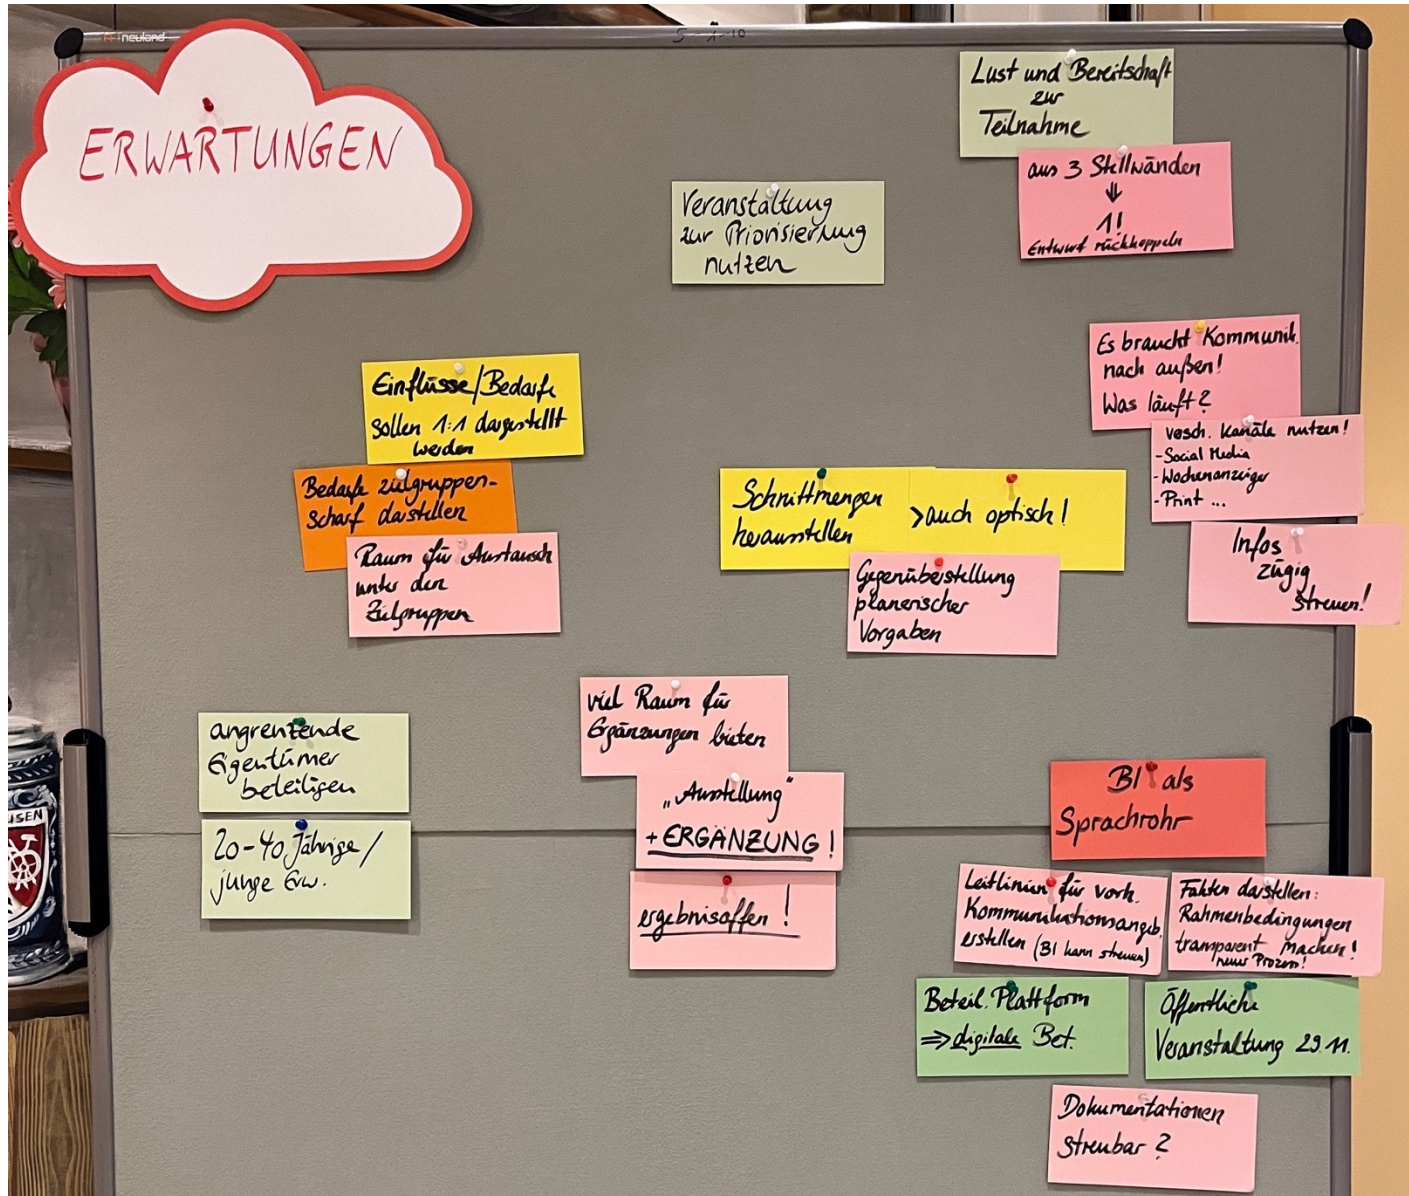 neuland
5-1-10
ERWARTUNGEN
Lust und Bereitschaft
zur
Teilnahme
aus 3 Stellwänden
⇓
1!
Entwurf rückkoppeln
Veranstaltung
zur Priorisierung
nutzen
Es braucht Kommunik.
nach außen!
Was läuft?
versch. Kanäle nutzen!
- Social Media
- Wochenanzeiger
- Print ...
Infos
zügig
streuen!
Einflüsse/Bedarfe
sollen 1:1 dargestellt
werden
Bedarfe zielgruppen-
scharf darstellen
Raum für Austausch
unter den
Zielgruppen
Schnittmengen
herausstellen
>auch optisch!
Gegenüberstellung
planerischer
Vorgaben
viel Raum für
Ergänzungen bieten
„Ausstellung"
+ ERGÄNZUNG!
ergebnisoffen!
angrenzende
Eigentümer
beteiligen
20-40 Jährige/
junge Erw.
BI als
Sprachrohr
Leitlinien für vorh.
Kommunikationsangeb.
erstellen (BI kann streuen)
Fakten darstellen:
Rahmenbedingungen
transparent machen!
neuer Prozess!
Beteil. Plattform
⇒ digitale Bet.
Öffentliche
Veranstaltung 29.11.
Dokumentationen
streubar?